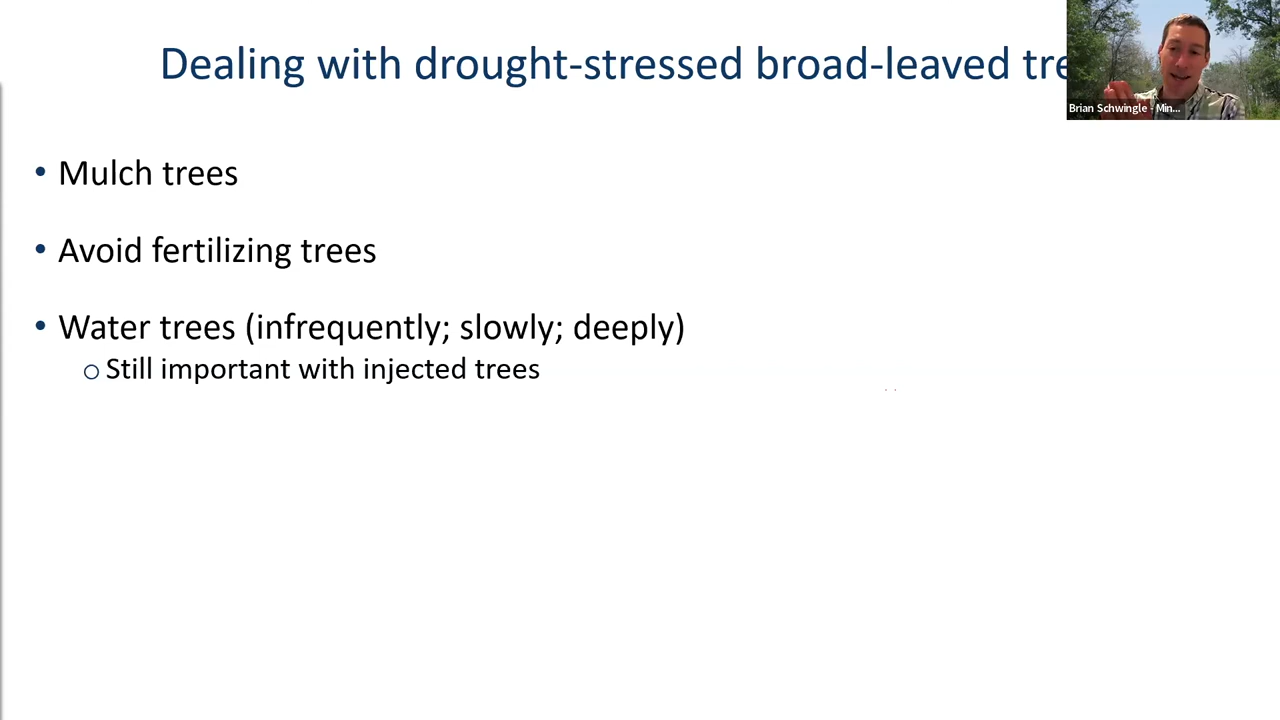 Dealing with drought-stressed broad-leaved tre
Brian Schwingle - Min...
• Mulch trees
• Avoid fertilizing trees
• Water trees (infrequently; slowly; deeply)
○ Still important with injected trees